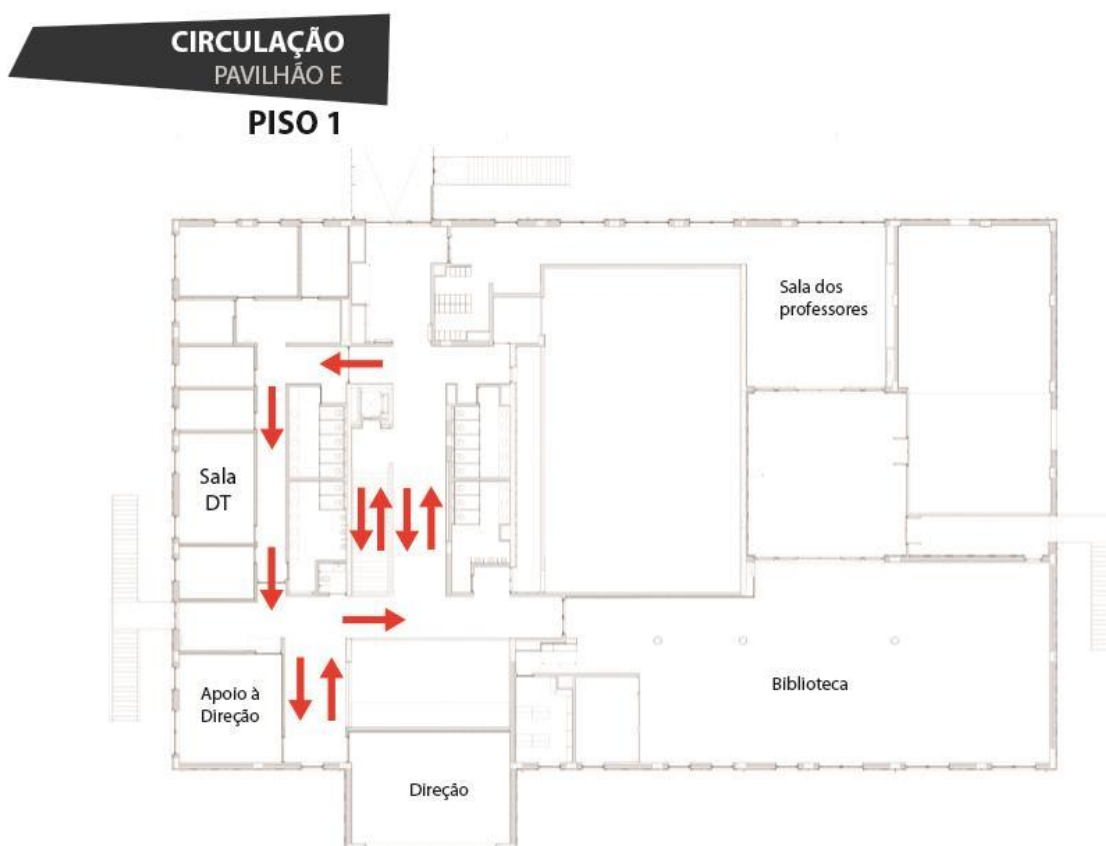 CIRCULAÇÃO
PAVILHÃO E
PISO 1
Sala dos
professores
Sala
DT
Apoio à
Direção
Biblioteca
Direção